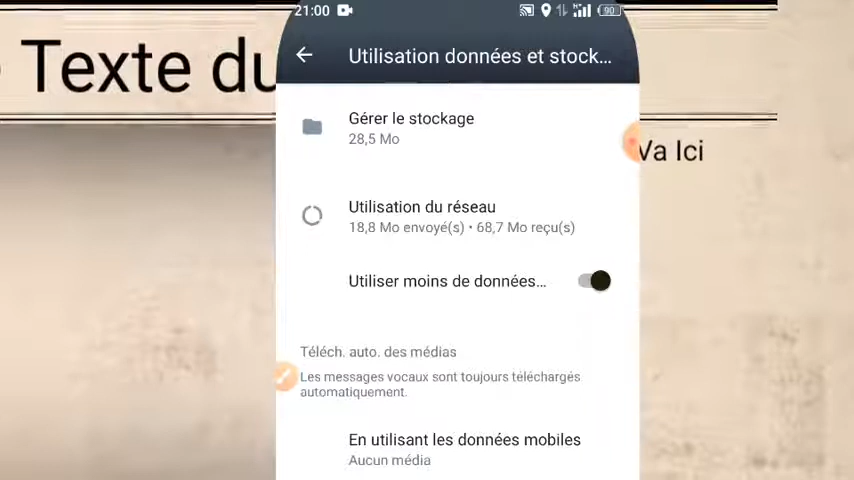 Texte du
21:00 90
Utilisation données et stock...
Gérer le stockage
28,5 Mo
Va Ici
Utilisation du réseau
18,8 Mo envoyé(s) • 68,7 Mo reçu(s)
Utiliser moins de données...
Téléch. auto. des médias
Les messages vocaux sont toujours téléchargés
automatiquement.
En utilisant les données mobiles
Aucun média